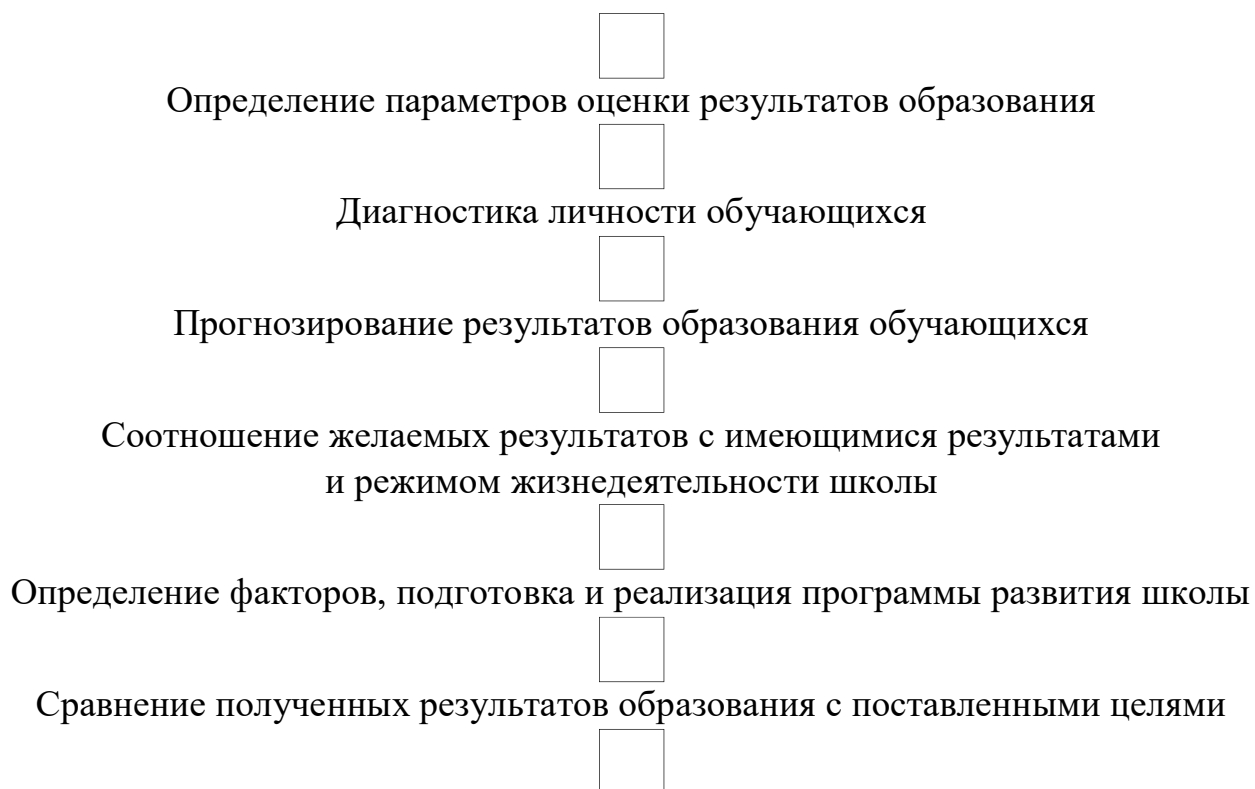 Определение параметров оценки результатов образования
Диагностика личности обучающихся
Прогнозирование результатов образования обучающихся
Соотношение желаемых результатов с имеющимися результатами
и режимом жизнедеятельности школы
Определение факторов, подготовка и реализация программы развития школы
Сравнение полученных результатов образования с поставленными целями